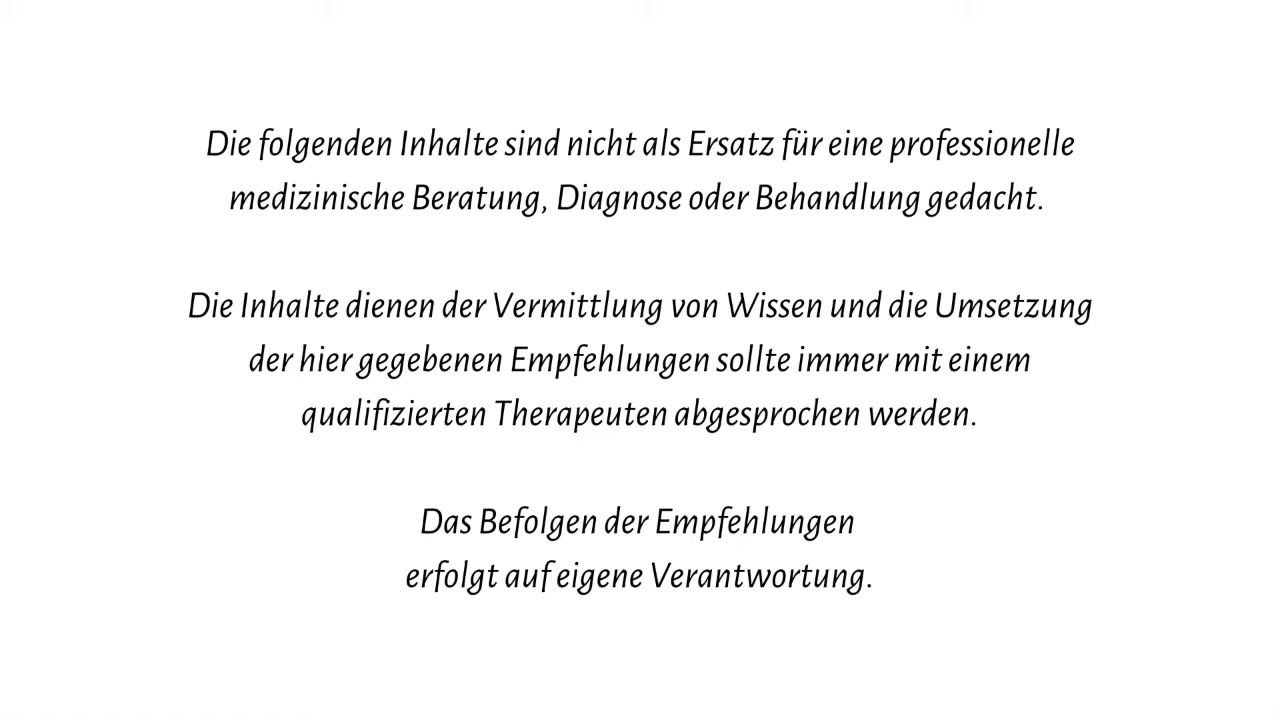 Die folgenden Inhalte sind nicht als Ersatz für eine professionelle
medizinische Beratung, Diagnose oder Behandlung gedacht.
Die Inhalte dienen der Vermittlung von Wissen und die Umsetzung
der hier gegebenen Empfehlungen sollte immer mit einem
qualifizierten Therapeuten abgesprochen werden.
Das Befolgen der Empfehlungen
erfolgt auf eigene Verantwortung.